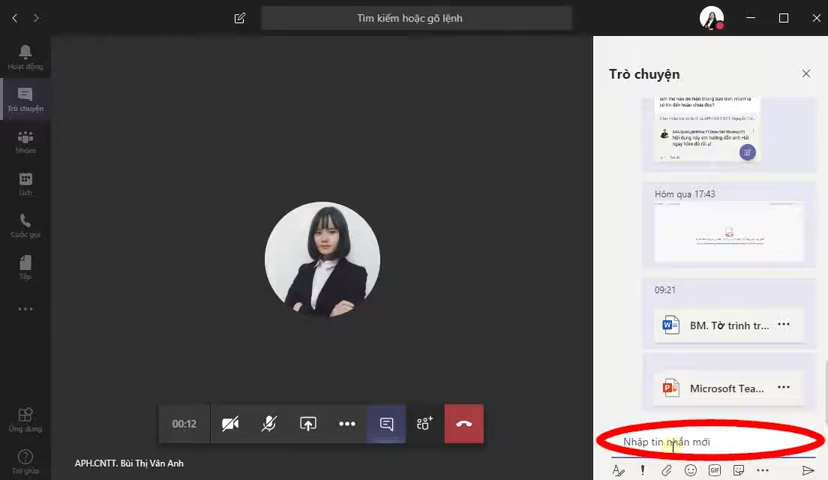 Tìm kiếm hoặc gõ lệnh
Hoạt động
Trò chuyện
Nhóm
Lịch
Cuộc gọi
Tệp
Ứng dụng
Trợ giúp
00:12
APH.CNTT. Bùi Thị Vân Anh
Trò chuyện
Hôm qua 17:43
09:21
BM. Tờ trình tr...
Microsoft Tea...
Nhập tin nhắn mới
GIF